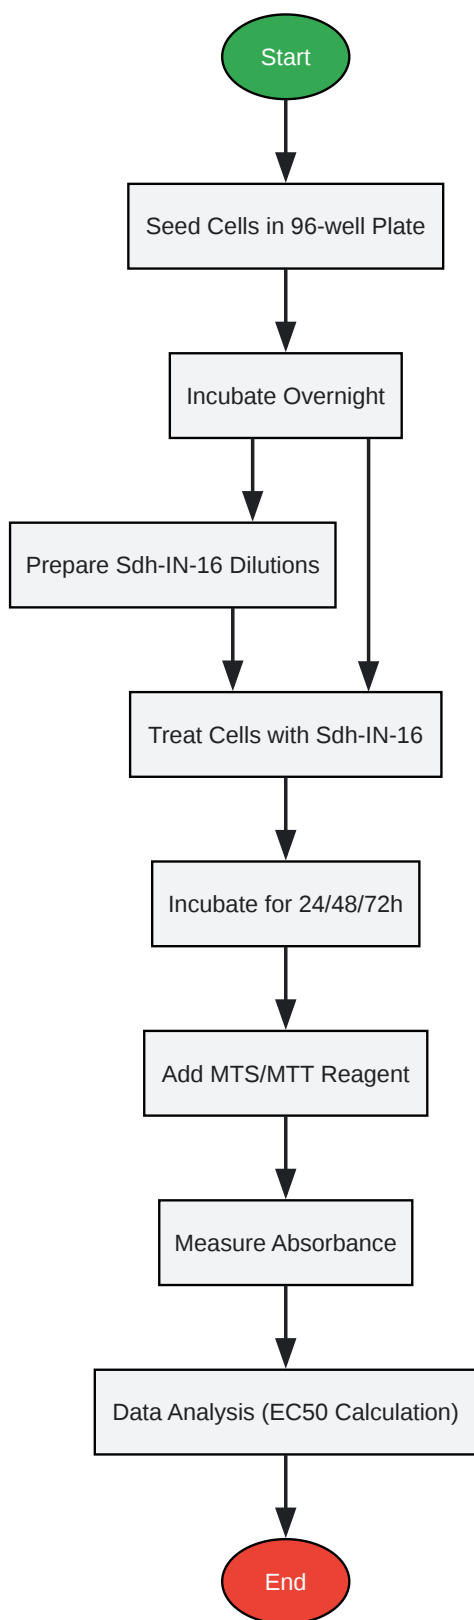 Start
Seed Cells in 96-well Plate
Incubate Overnight
Prepare Sdh-IN-16 Dilutions
Treat Cells with Sdh-IN-16
Incubate for 24/48/72h
Add MTS/MTT Reagent
Measure Absorbance
Data Analysis (EC50 Calculation)
End